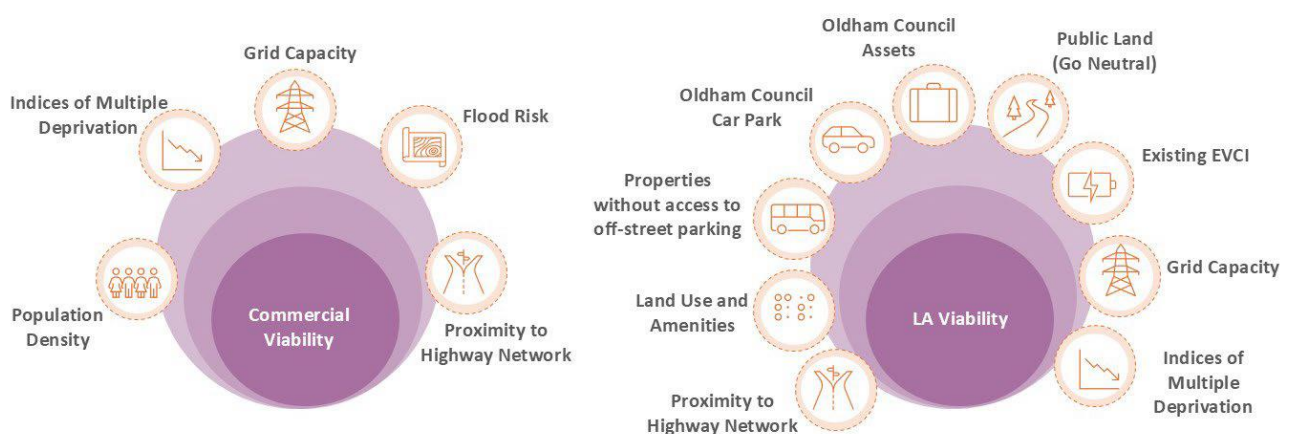 Grid Capacity
Indices of Multiple
Deprivation
Flood Risk
Population
Density
Commercial
Viability
Proximity to
Highway Network
Oldham Council
Assets
Public Land
(Go Neutral)
Oldham Council
Car Park
Existing EVCI
Properties
without access to
off-street parking
Grid Capacity
Land Use and
Amenities
LA Viability
Indices of
Multiple
Deprivation
Proximity to
Highway Network